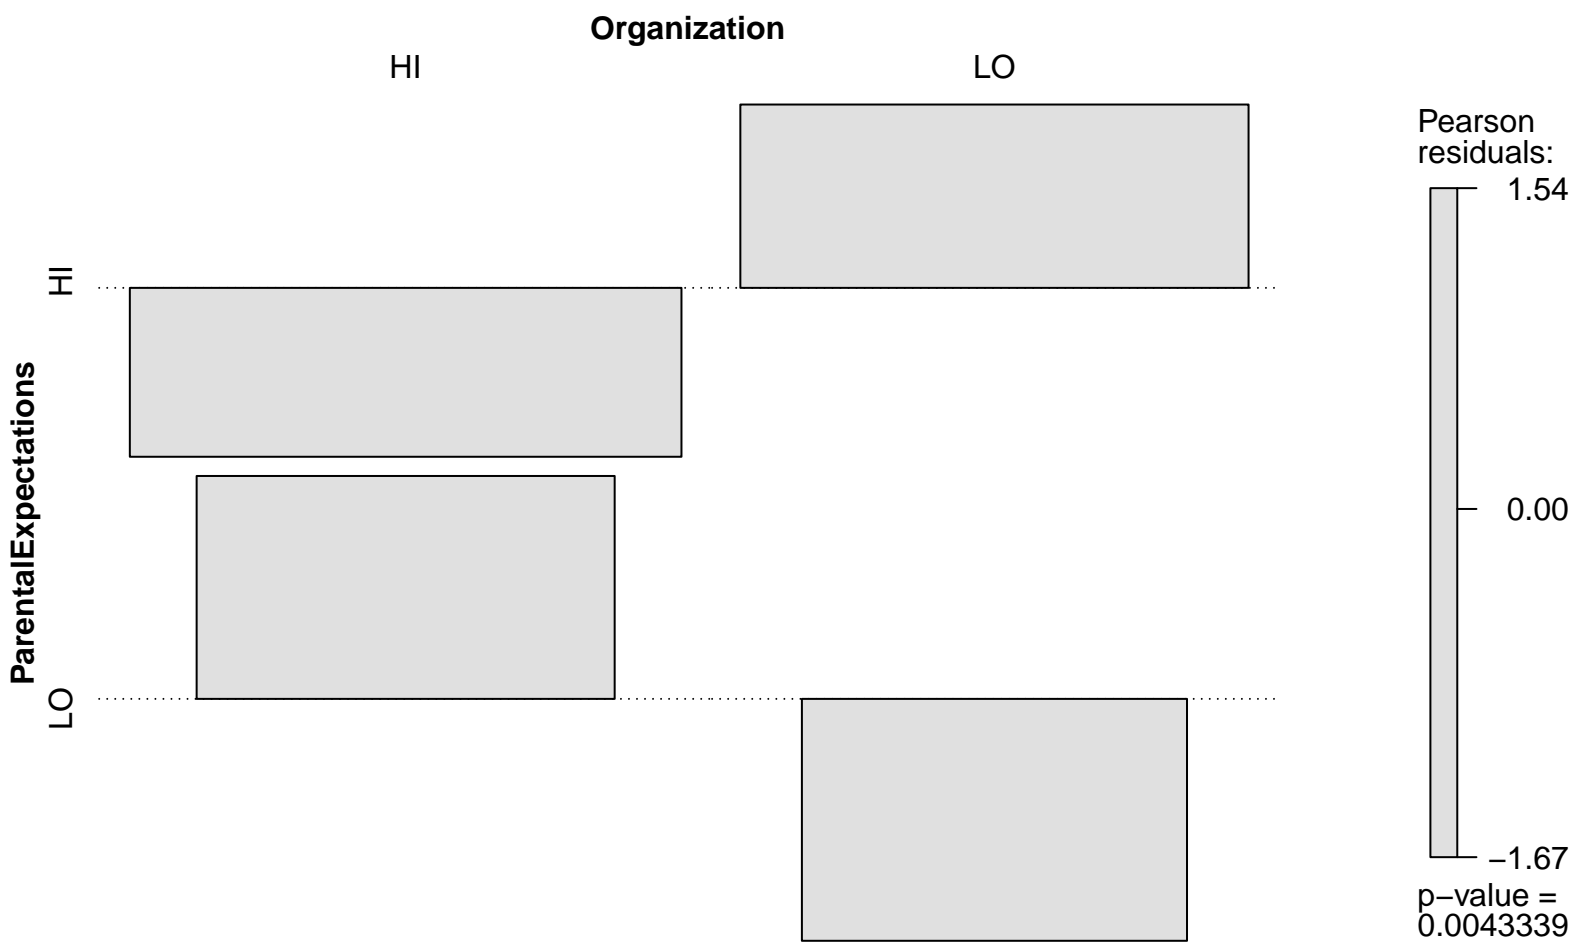 Organization
HI LO
Pearson
residuals:
1.54
0.00
−1.67
p−value =
0.0043339
ParentalExpectations
HI
LO